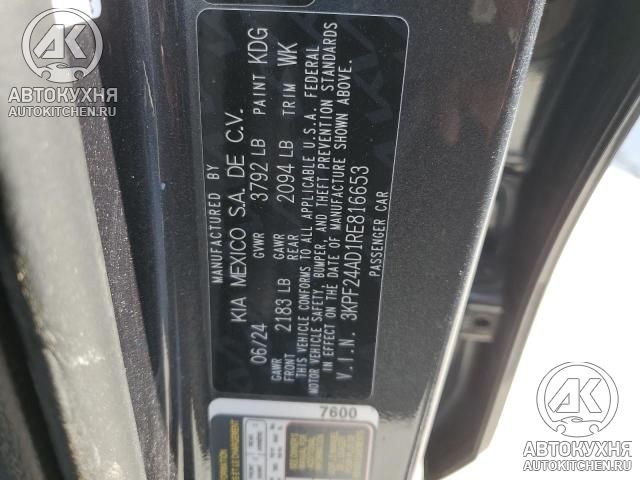 MANUFACTURED BY
KIA MEXICO S.A. DE C.V.
06/24 GVWR 3792 LB PAINT KDG
GAWR FRONT 2183 LB GAWR REAR 2094 LB TRIM WK
THIS VEHICLE CONFORMS TO ALL APPLICABLE U.S.A. FEDERAL
MOTOR VEHICLE SAFETY, BUMPER, AND THEFT PREVENTION STANDARDS
IN EFFECT ON THE DATE OF MANUFACTURE SHOWN ABOVE.
V.I.N. 3KPF24AD1RE816653
PASSENGER CAR
7600
AK
АВТОКУХНЯ
AUTOKITCHEN.RU
AK
АВТОКУХНЯ
AUTOKITCHEN.RU